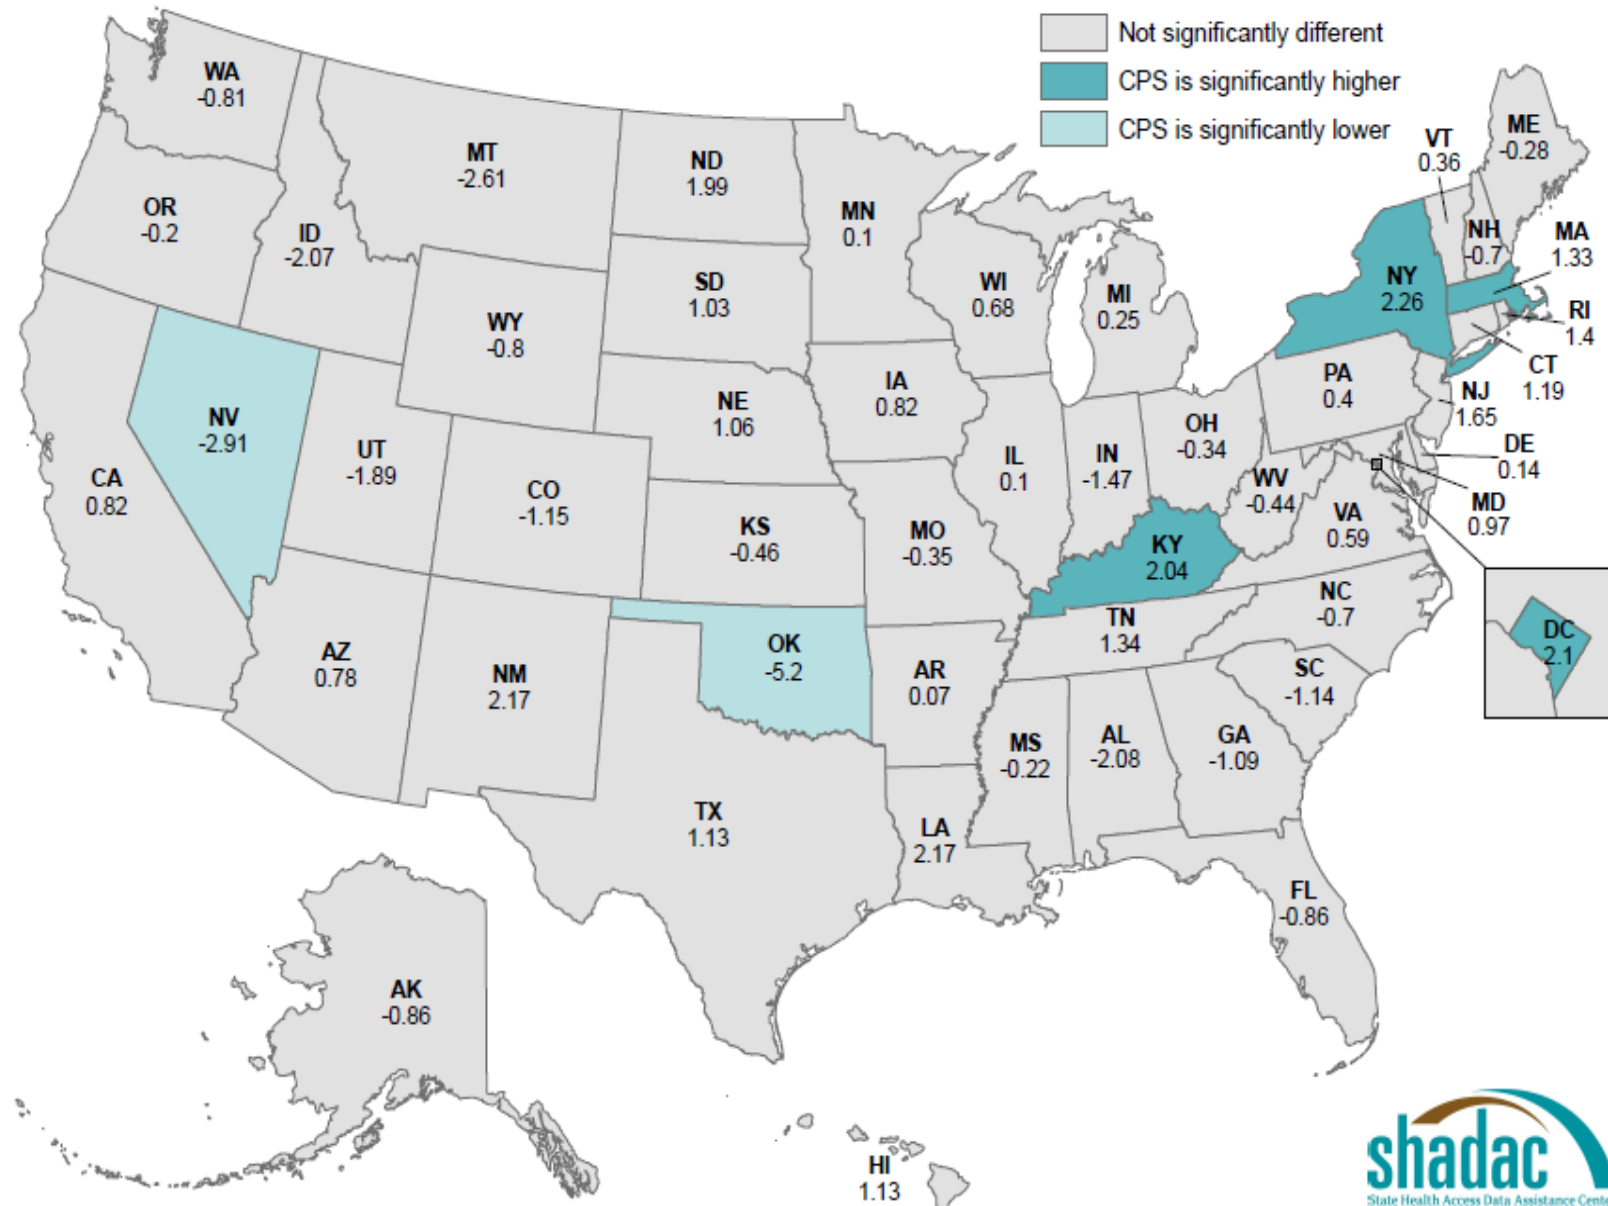 Not significantly different
CPS is significantly higher
CPS is significantly lower
WA
-0.81
MT
-2.61
ND
1.99
MN
0.1
VT
0.36
ME
-0.28
OR
-0.2
ID
-2.07
WY
-0.8
SD
1.03
WI
0.68
MI
0.25
NY
2.26
NH
-0.7
MA
1.33
RI
1.4
CT
1.19
NV
-2.91
UT
-1.89
NE
1.06
IA
0.82
PA
0.4
NJ
1.65
CA
0.82
CO
-1.15
KS
-0.46
MO
-0.35
IL
0.1
IN
-1.47
OH
-0.34
WV
-0.44
DE
0.14
MD
0.97
VA
0.59
KY
2.04
AZ
0.78
NM
2.17
OK
-5.2
AR
0.07
TN
1.34
NC
-0.7
SC
-1.14
DC
2.1
TX
1.13
LA
2.17
MS
-0.22
AL
-2.08
GA
-1.09
FL
-0.86
AK
-0.86
HI
1.13
shadac
State Health Access Data Assistance Cente